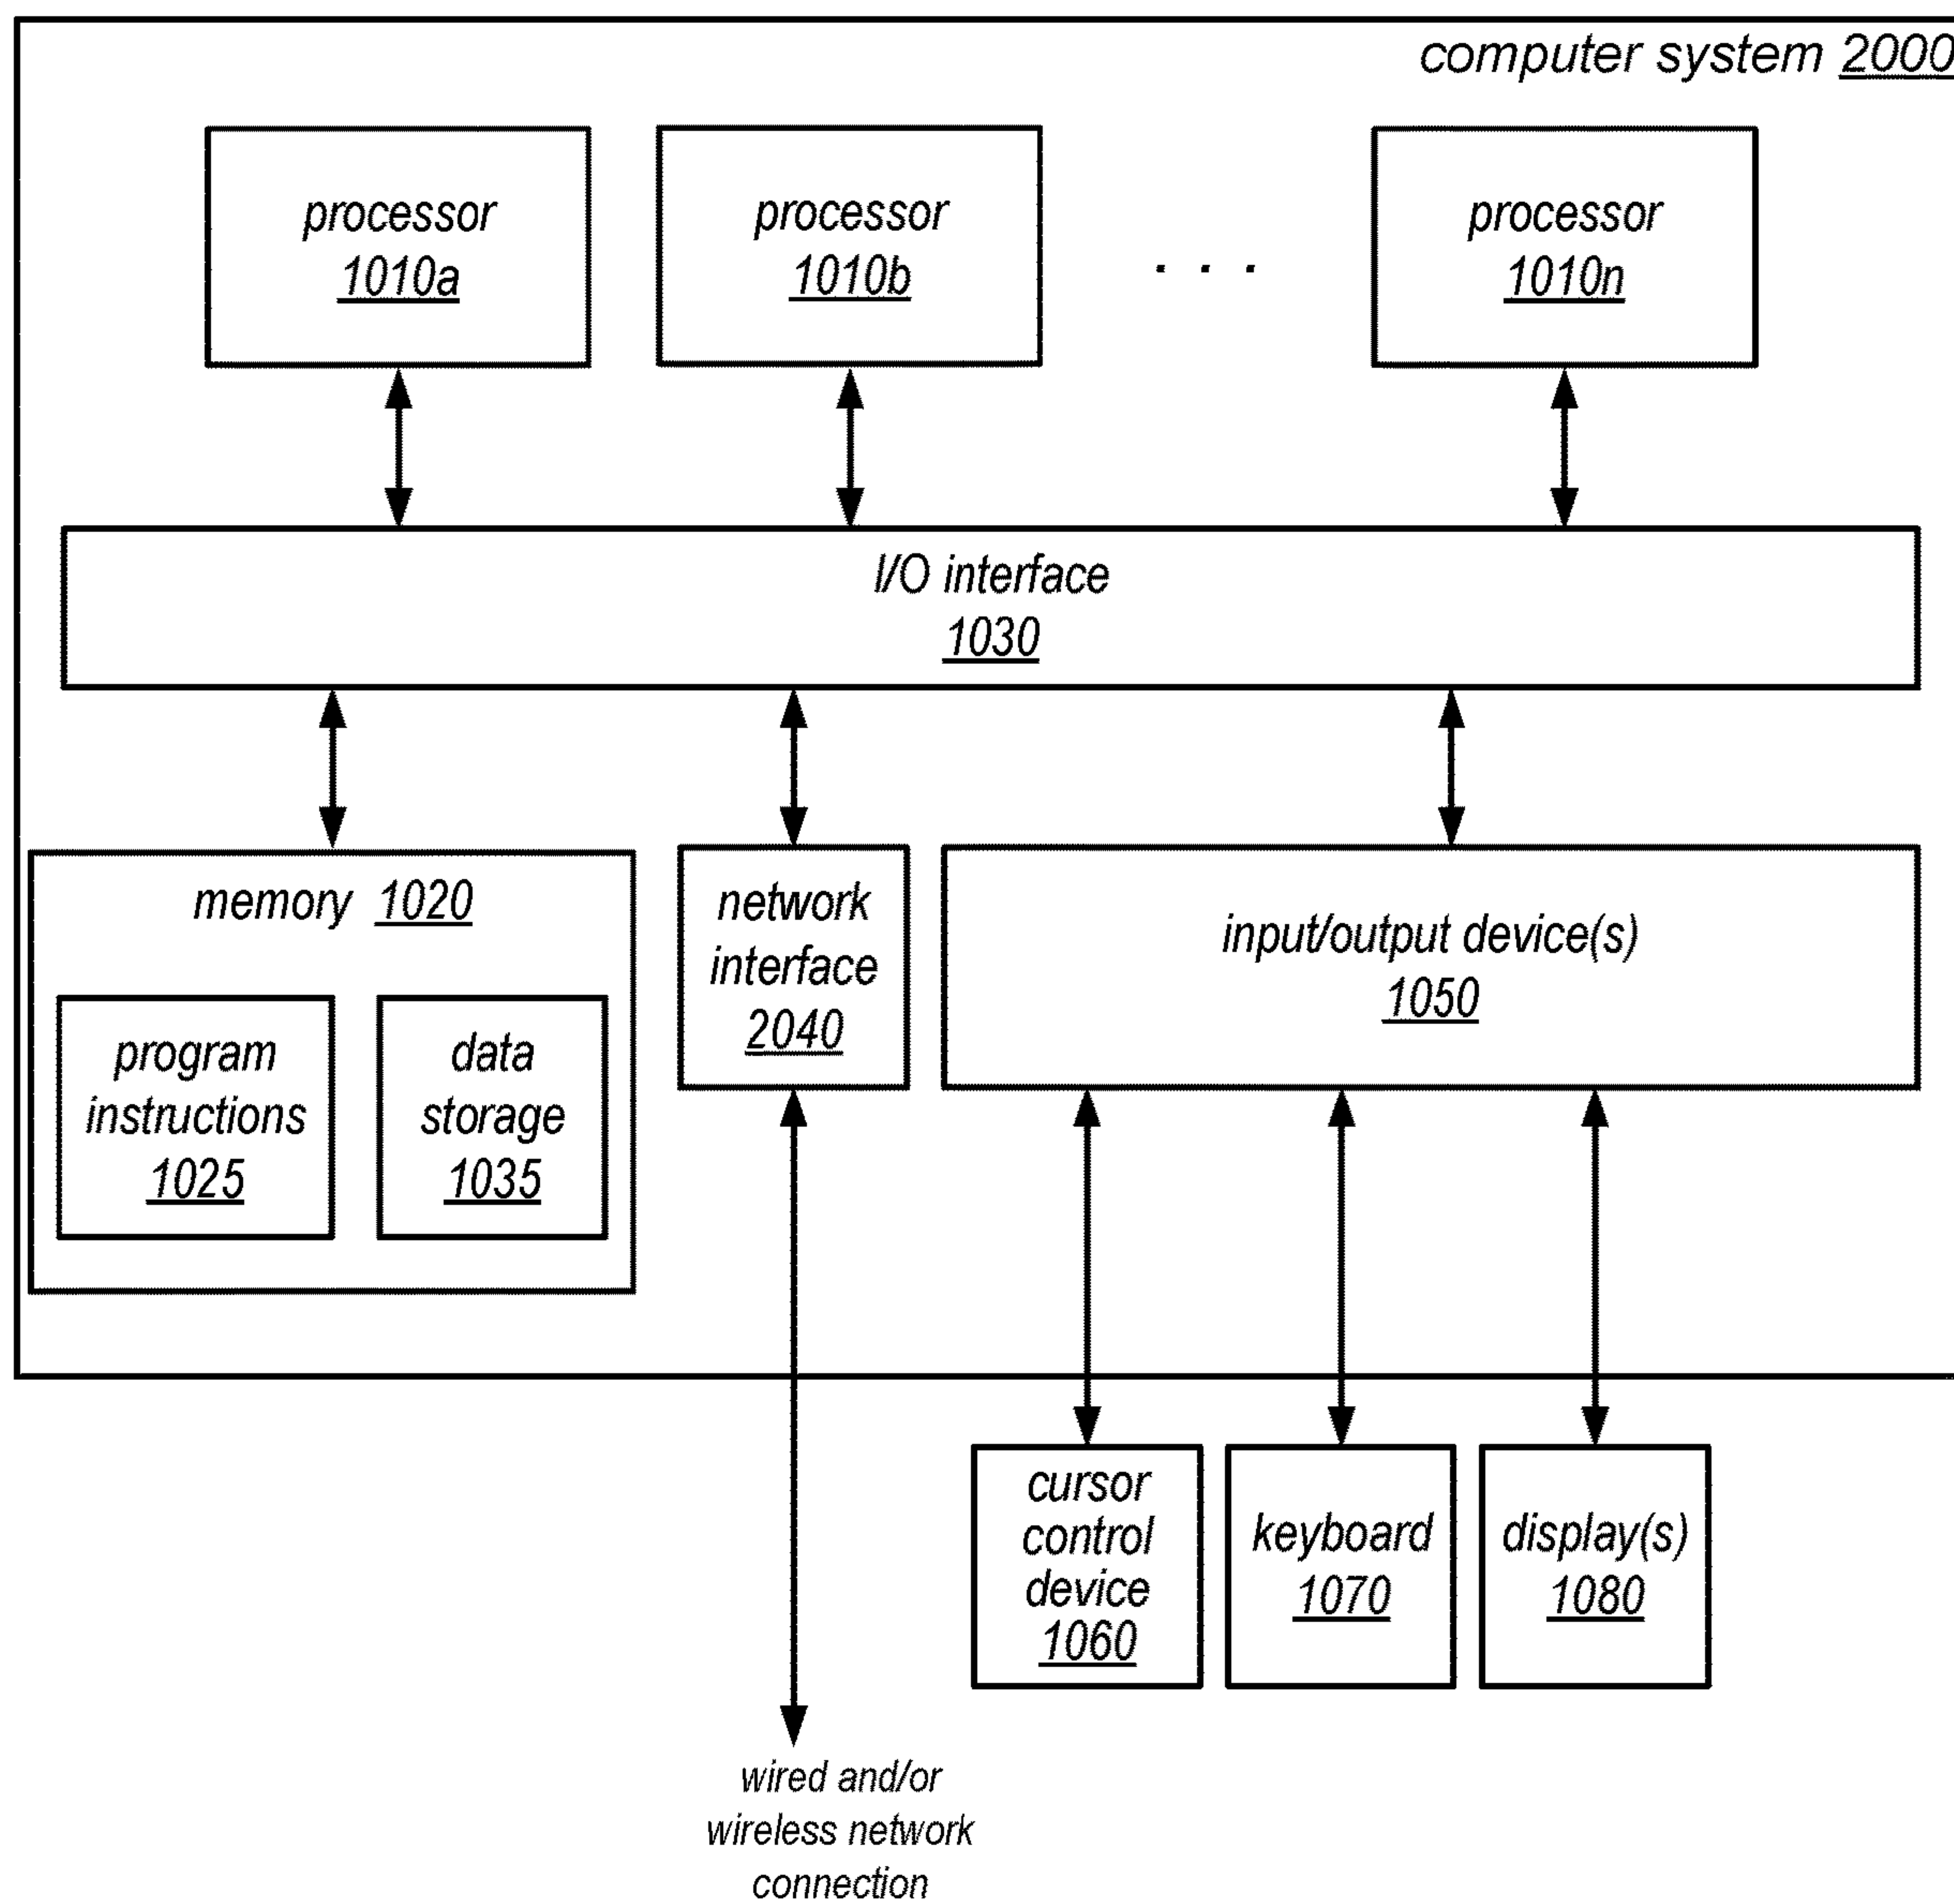 computer system 2000
processor
1010a
processor
1010b
. . .
processor
1010n
I/O interface
1030
memory 1020
program
instructions
1025
data
storage
1035
network
interface
2040
input/output device(s)
1050
cursor
control
device
1060
keyboard
1070
display(s)
1080
wired and/or
wireless network
connection